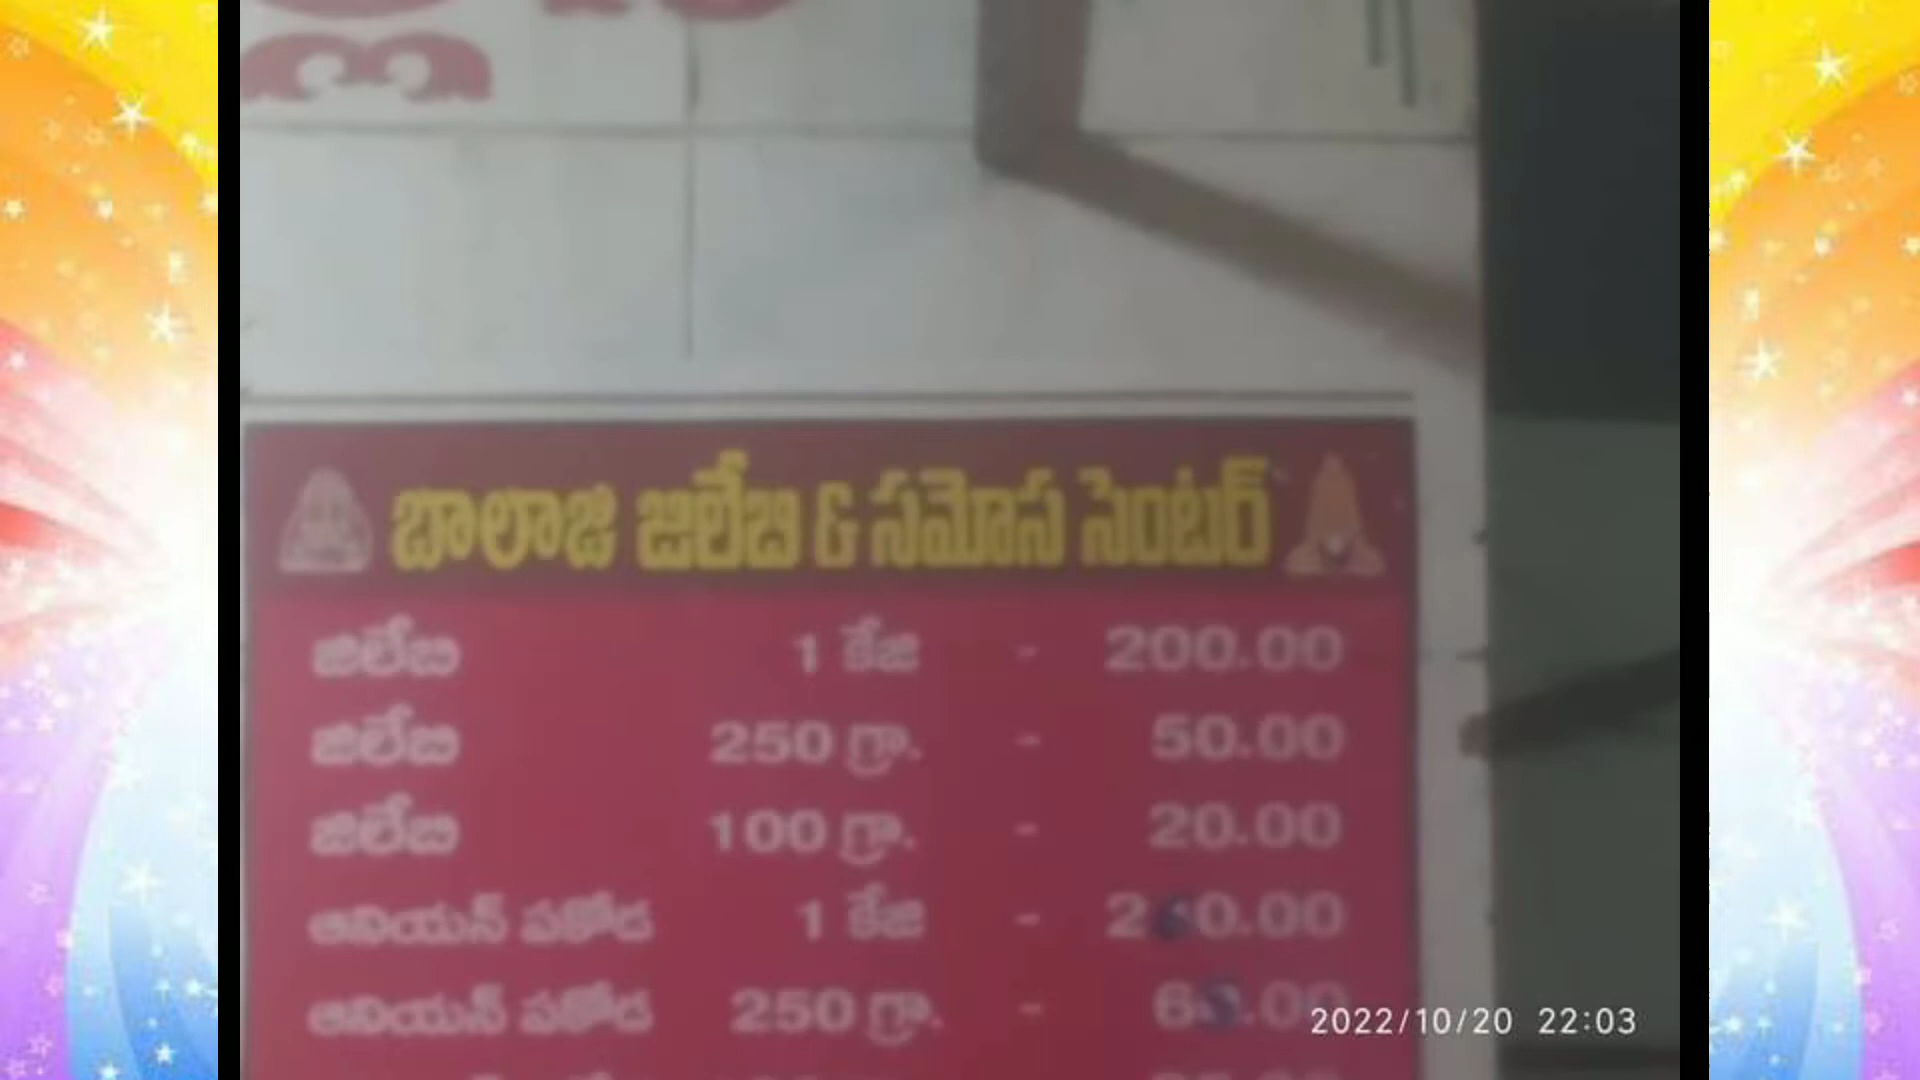 బాలాజి జిలేబి & సమోస సెంటర్
జిలేబి 1 కేజి - 200.00
జిలేబి 250 గ్రా. - 50.00
జిలేబి 100 గ్రా. - 20.00
ఆనియన్ పకోడ 1 కేజి -
ఆనియన్ పకోడ 250 గ్రా. -
2022/10/20 22:03